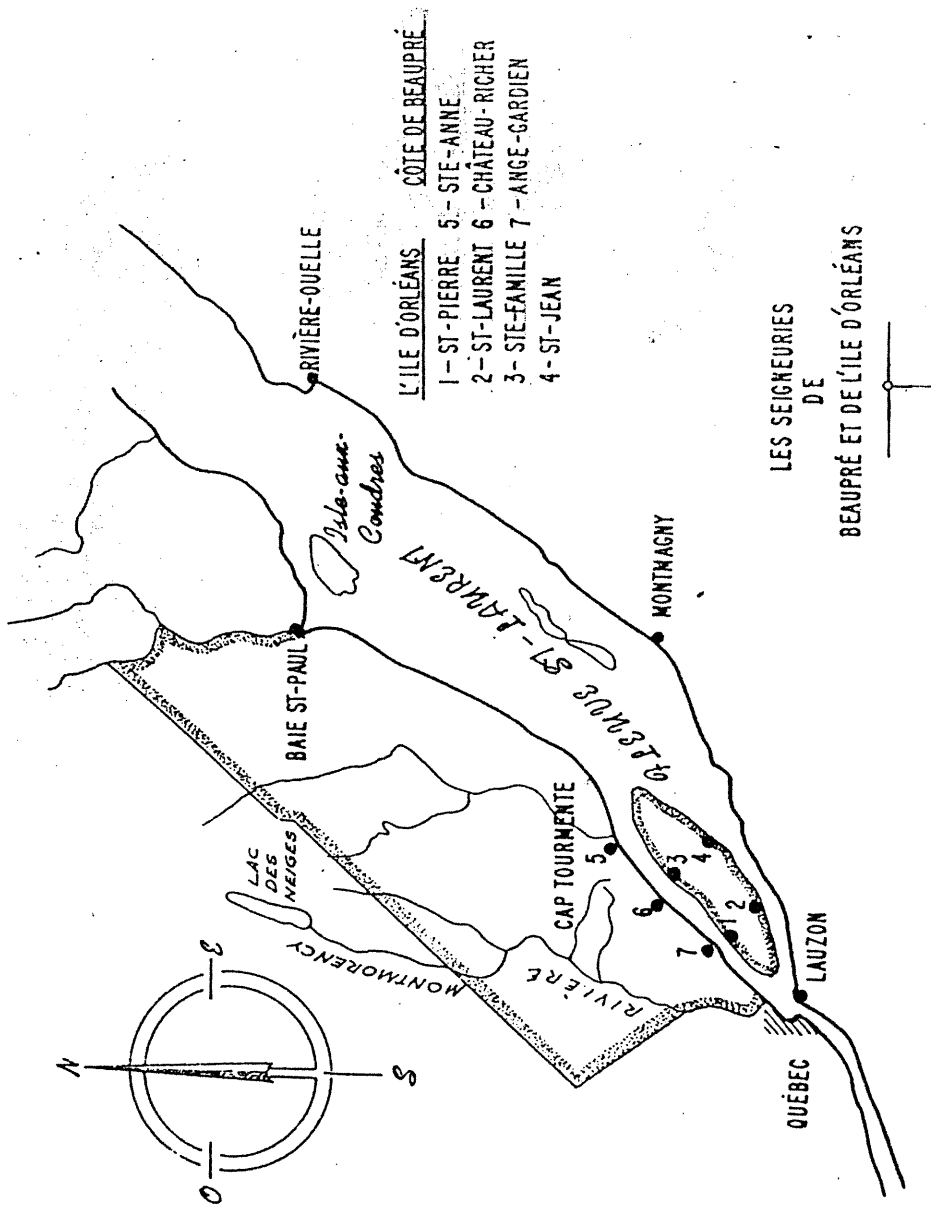 N
O
E
S
LAC
DES
NEIGES
MONTMORENCY
RIVIÈRE
BAIE ST-PAUL
Isle-aux-
Coudres
RIVIÈRE-OUELLE
CAP TOURMENTE
FLEUVE ST-LAURENT
MONTMAGNY
5
6
7
3
4
1
2
QUÉBEC
LAUZON
L'ILE D'ORLÉANS CÔTE DE BEAUPRÉ
1-ST-PIERRE 5.-STE-ANNE
2-ST-LAURENT 6-CHÂTEAU-RICHER
3-STE-FAMILLE 7-ANGE-GARDIEN
4-ST-JEAN
LES SEIGNEURIES
DE
BEAUPRÉ ET DE L'ILE D'ORLÉANS